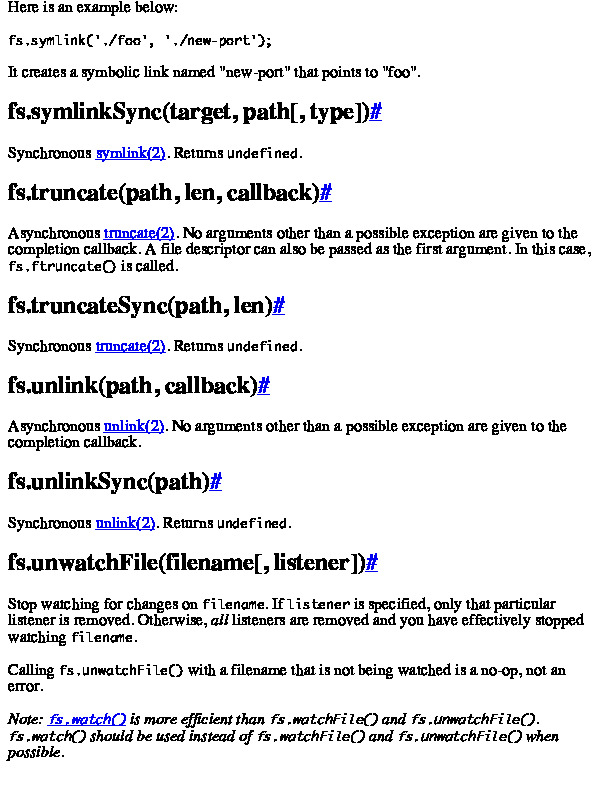 Here is an example below:
fs.symlink('./foo', './new-port');
It creates a symbolic link named "new-port" that points to "foo".
fs.symlinkSync(target, path[, type])#
Synchronous symlink(2). Returns undefined.
fs.truncate(path, len, callback)#
Asynchronous truncate(2). No arguments other than a possible exception are given to the
completion callback. A file descriptor can also be passed as the first argument. In this case,
fs.ftruncate() is called.
fs.truncateSync(path, len)#
Synchronous truncate(2). Returns undefined.
fs.unlink(path, callback)#
Asynchronous unlink(2). No arguments other than a possible exception are given to the
completion callback.
fs.unlinkSync(path)#
Synchronous unlink(2). Returns undefined.
fs.unwatchFile(filename[, listener])#
Stop watching for changes on filename. If listener is specified, only that particular
listener is removed. Otherwise, all listeners are removed and you have effectively stopped
watching filename.
Calling fs.unwatchFile() with a filename that is not being watched is a no-op, not an
error.
Note: fs.watch() is more efficient than fs.watchFile() and fs.unwatchFile().
fs.watch() should be used instead of fs.watchFile() and fs.unwatchFile() when
possible.